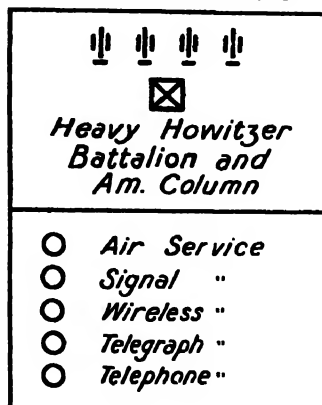 Heavy Howitzer
Battalion and
Am. Column
Air Service
Signal "
Wireless "
Telegraph "
Telephone "